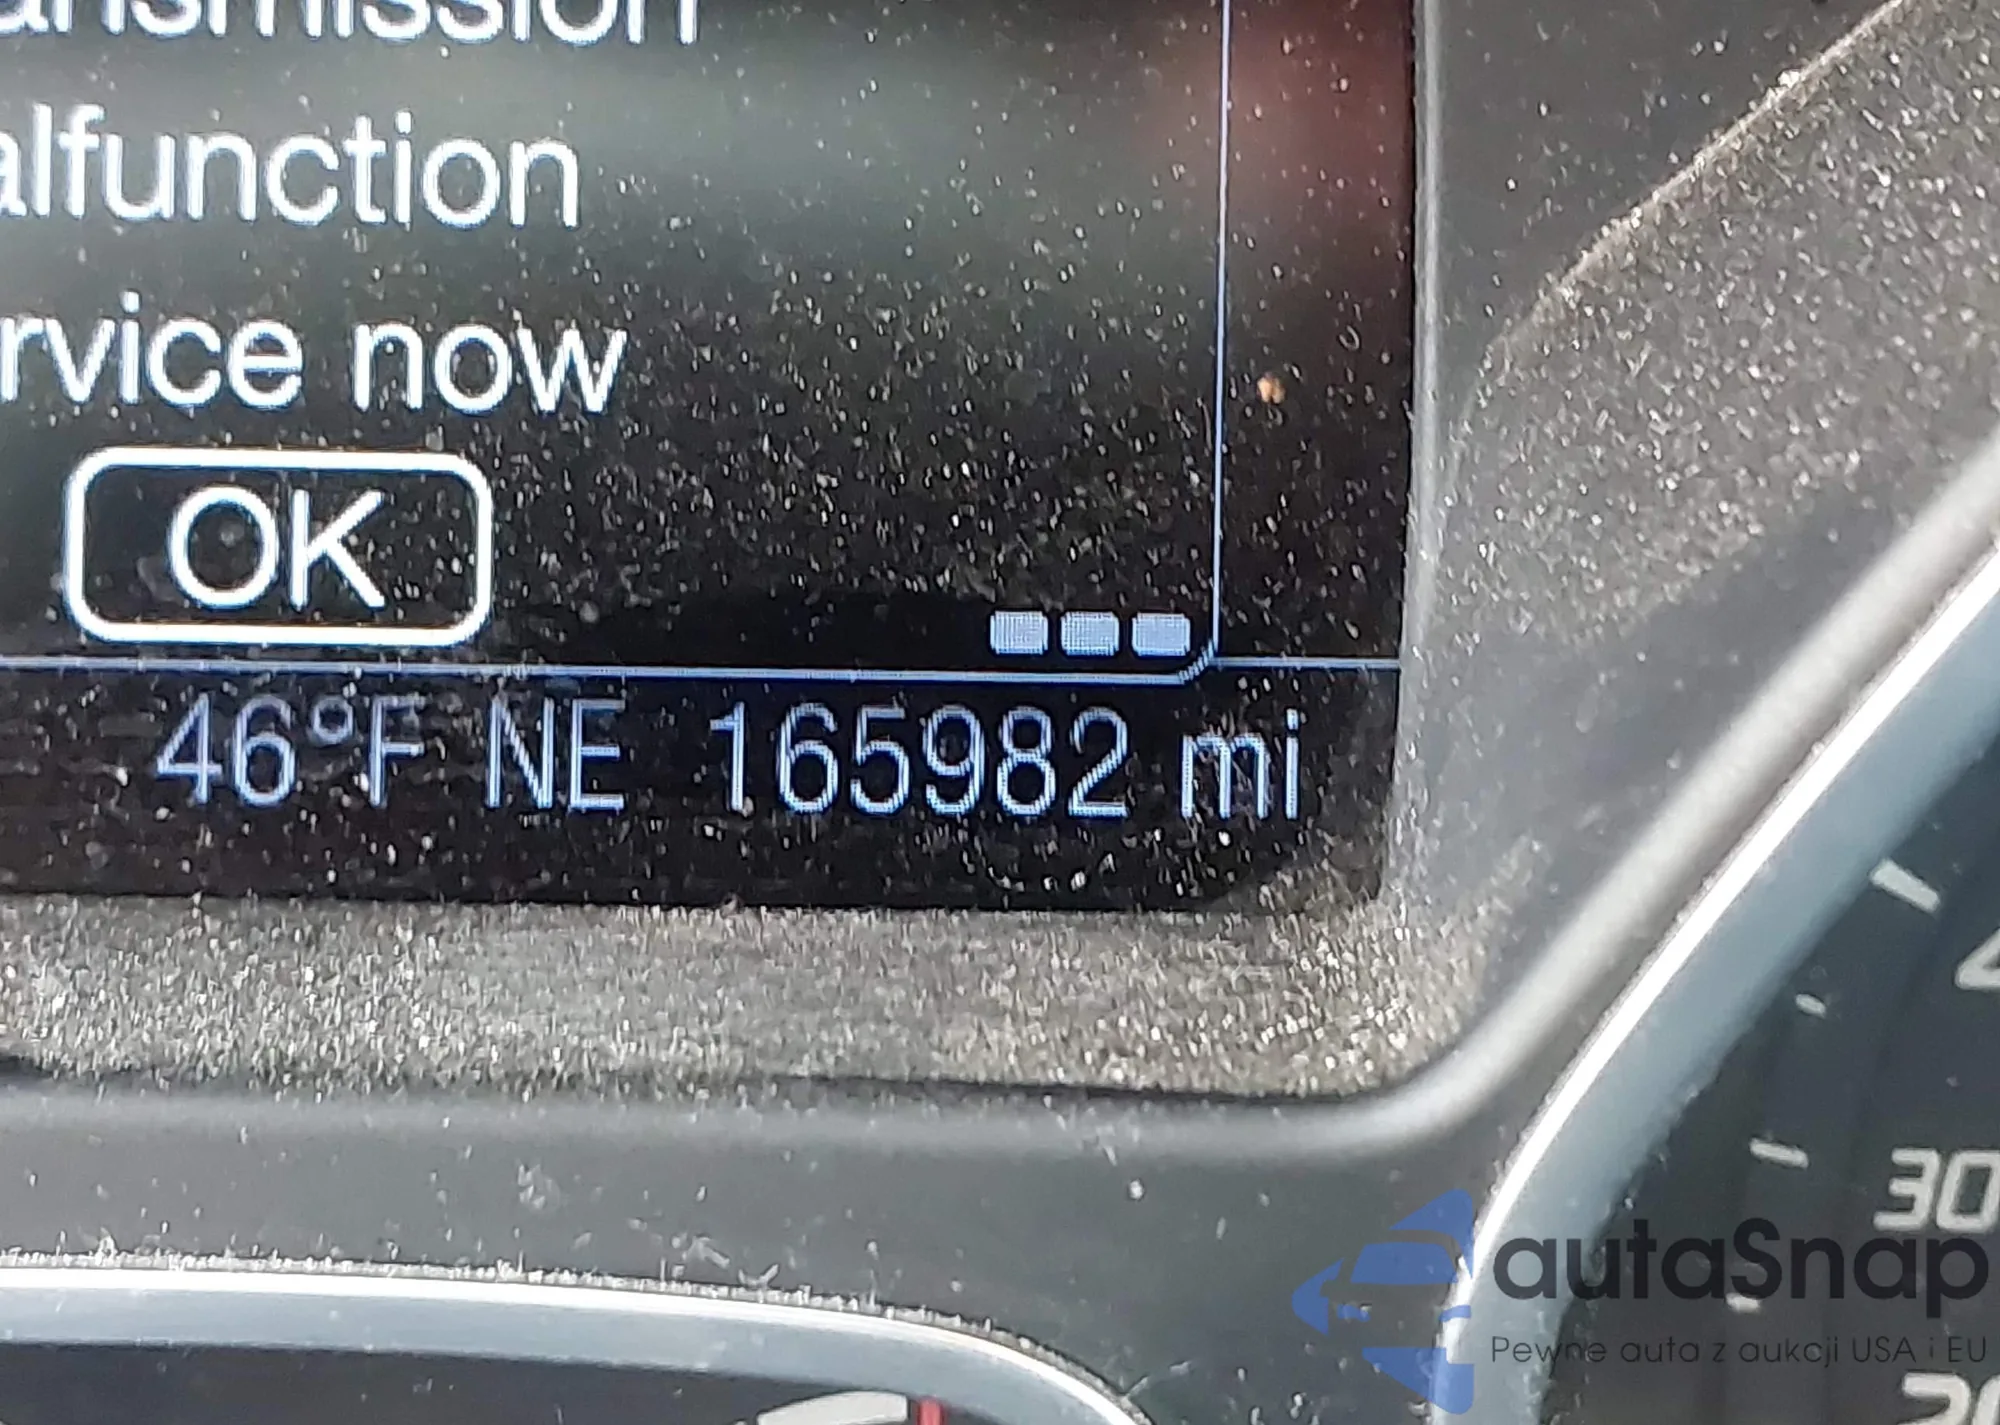 ansmission
alfunction
rvice now
OK
46°F NE 165982 mi
30
autaSnap
Pewne auta z aukcji USA i EU